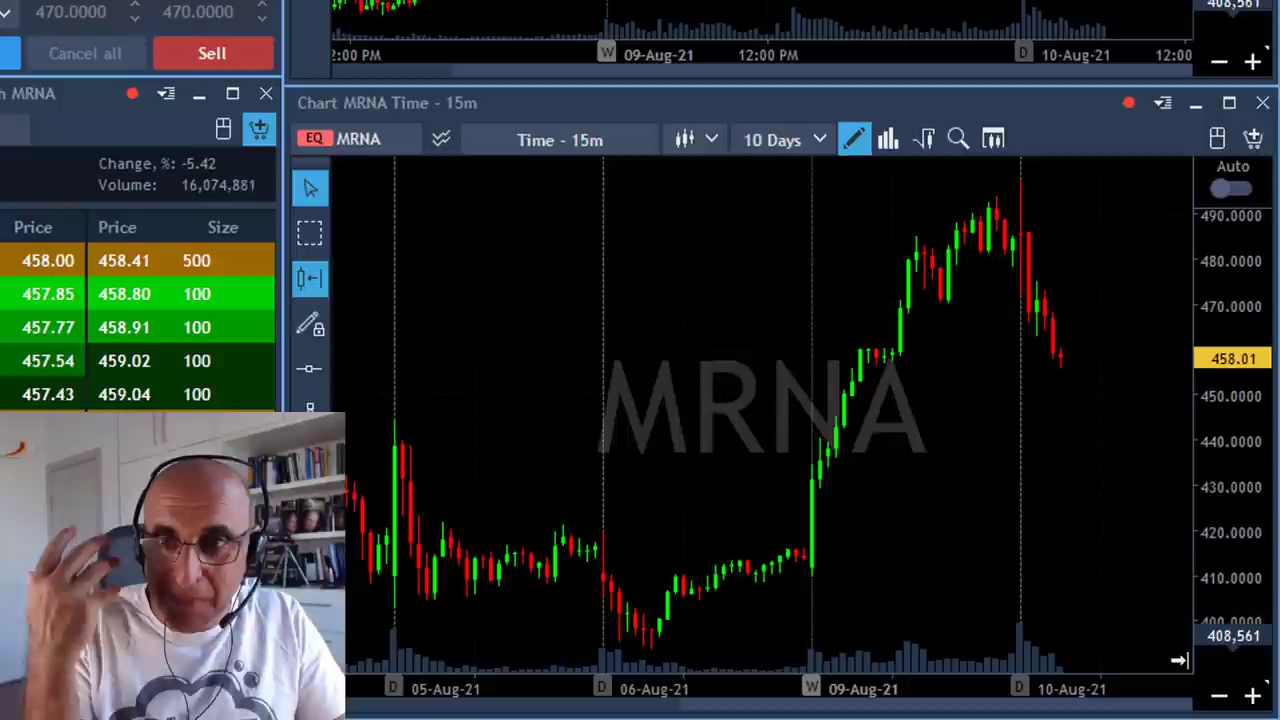 470.0000 470.0000
Cancel all Sell
408,561
2:00 PM W 09-Aug-21 12:00 PM D 10-Aug-21 12:00
h MRNA
Change, %: -5.42
Volume: 16,074,881
Price Price Size
458.00 458.41 500
457.85 458.80 100
457.77 458.91 100
457.54 459.02 100
457.43 459.04 100
Chart MRNA Time - 15m
EQ MRNA Time - 15m 10 Days
Auto
490.0000
480.0000
470.0000
458.01
450.0000
440.0000
430.0000
420.0000
410.0000
400.0000
408,561
MRNA
D 05-Aug-21 D 06-Aug-21 W 09-Aug-21 D 10-Aug-21